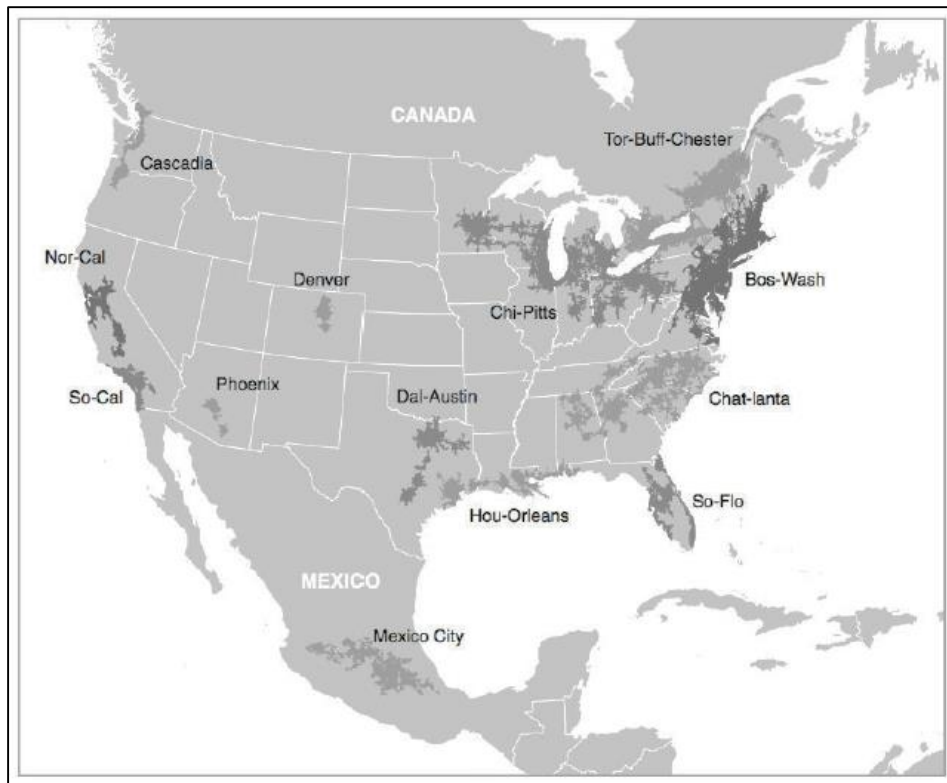 CANADA
Tor-Buff-Chester
Cascadia
Nor-Cal
Denver
Bos-Wash
Chi-Pitts
So-Cal
Phoenix
Dal-Austin
Chat-lanta
Hou-Orleans
So-Flo
MEXICO
Mexico City